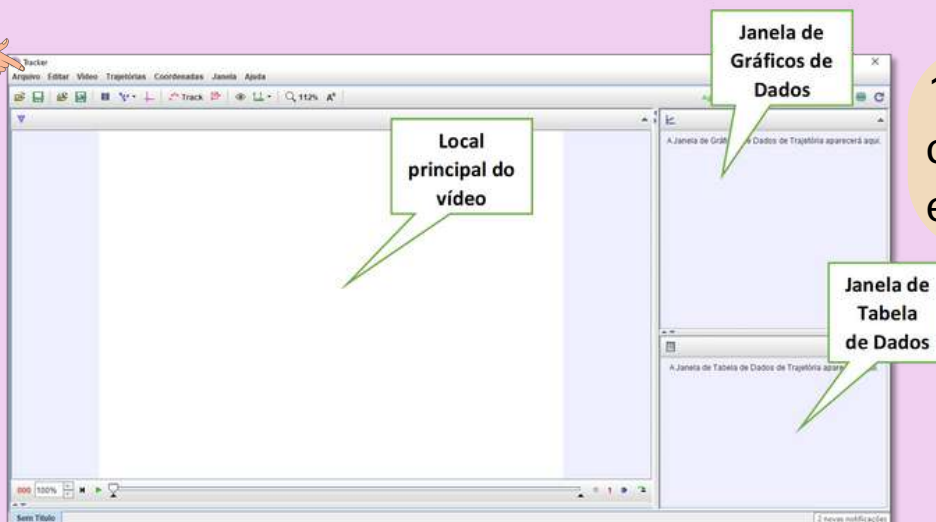 Tracker
Arquivo Editar Vídeo Trajetórias Coordenadas Janela Ajuda
Track 112%
Janela de
Gráficos de
Dados
Local
principal do
vídeo
A Janela de de Dados de Trajetória aparecerá aqui.
Janela de
Tabela
de Dados
A Janela de Tabela de Dados de Trajetória
000 100% 1
Sem Título
2 novas notificações